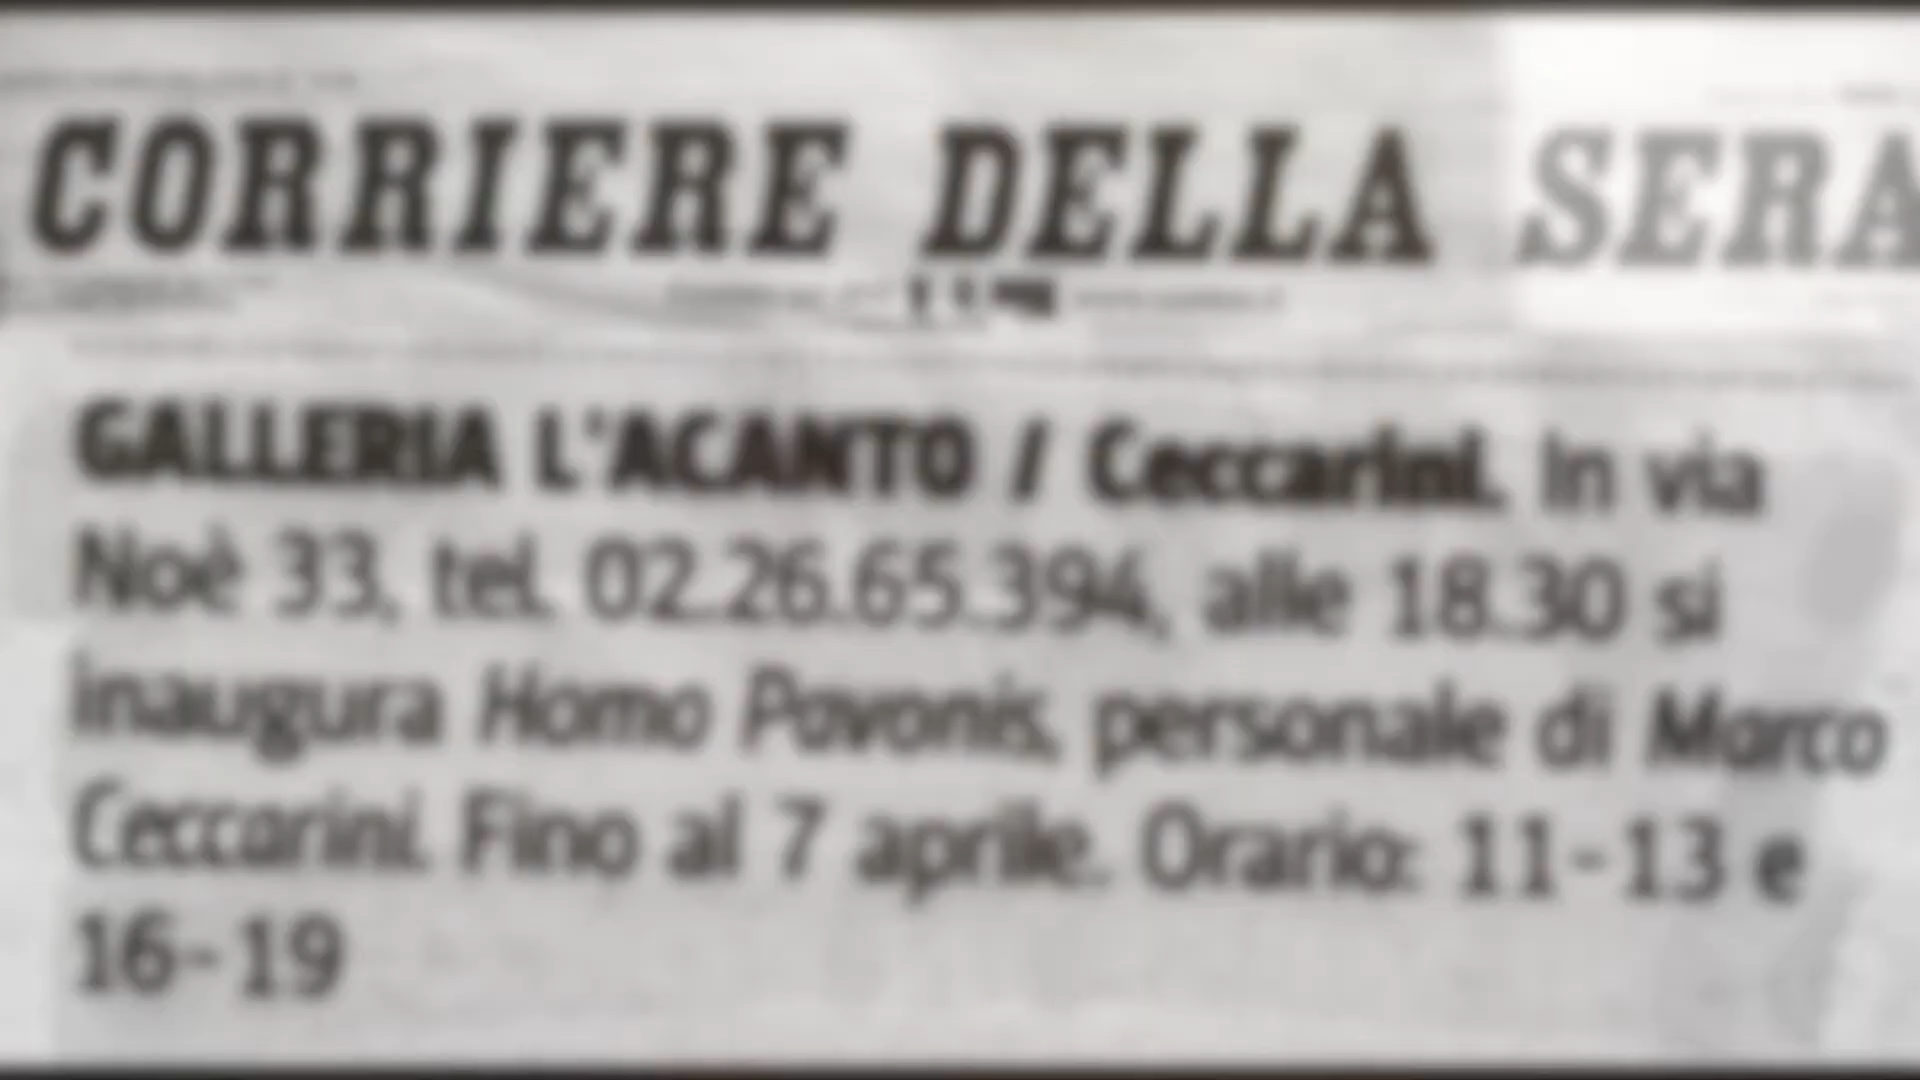 CORRIERE DELLA SERA
GALLERIA L'ACANTO / Ceccarini. In via
Noè 33, tel. 02.26.65.394, alle 18.30 si
inaugura Homo Pavonis, personale di Marco
Ceccarini. Fino al 7 aprile. Orario: 11-13 e
16-19